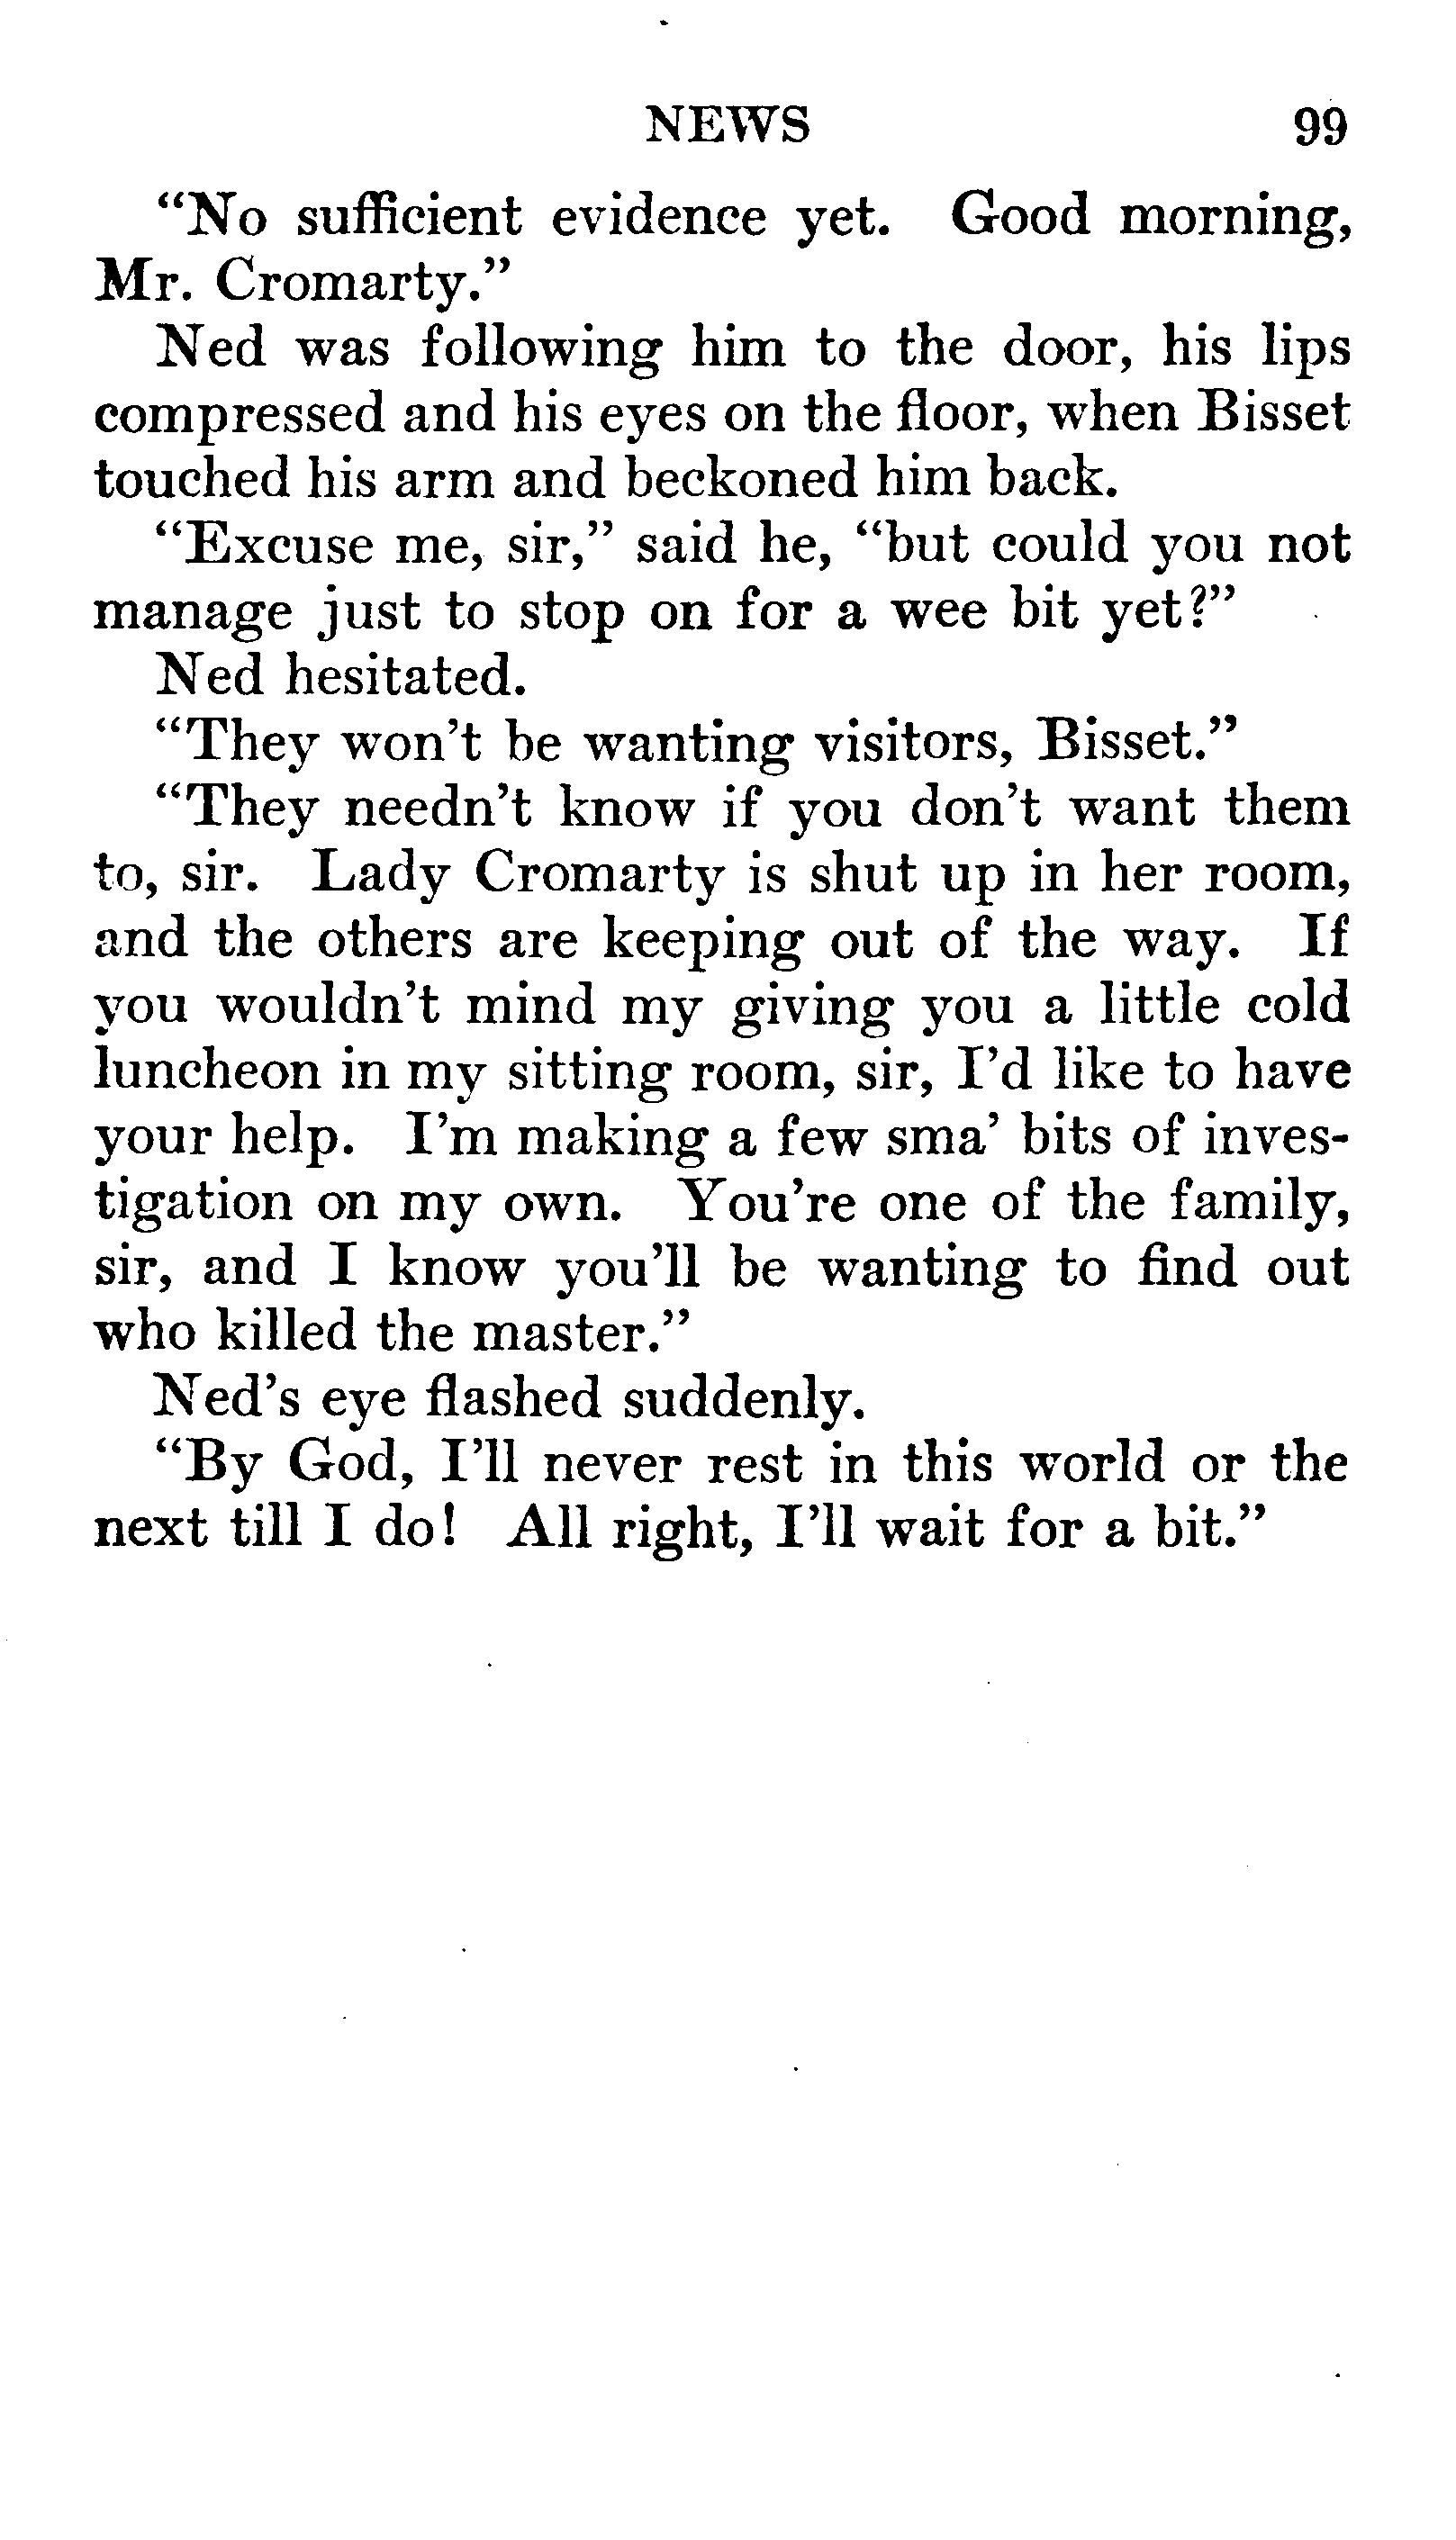 NEWS 99
“No sufficient evidence yet. Good morning,
Mr. Cromarty.”
Ned was following him to the door, his lips
compressed and his eyes on the floor, when Bisset
touched his arm and beckoned him back.
“Excuse me, sir,” said he, “but could you not
manage just to stop on for a wee bit yet?”
Ned hesitated.
“They won't be wanting visitors, Bisset.”
“They needn't know if you don't want them
to, sir. Lady Cromarty is shut up in her room,
and the others are keeping out of the way. If
you wouldn't mind my giving you a little cold
luncheon in my sitting room, sir, I'd like to have
your help. I'm making a few sma' bits of inves-
tigation on my own. You're one of the family,
sir, and I know you'll be wanting to find out
who killed the master.”
Ned's eye flashed suddenly.
“By God, I'll never rest in this world or the
next till I do! All right, I'll wait for a bit.”